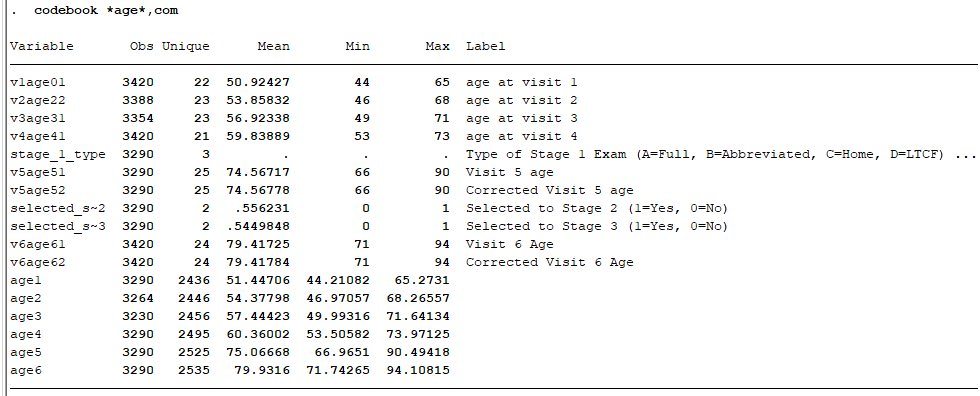 . codebook *age*,com
Variable Obs Unique Mean Min Max Label
v1age01 3420 22 50.92427 44 65 age at visit 1
v2age22 3388 23 53.85832 46 68 age at visit 2
v3age31 3354 23 56.92338 49 71 age at visit 3
v4age41 3420 21 59.83889 53 73 age at visit 4
stage_1_type 3290 3 . . . Type of Stage 1 Exam (A=Full, B=Abbreviated, C=Home, D=LTCF) ...
v5age51 3290 25 74.56717 66 90 Visit 5 age
v5age52 3290 25 74.56778 66 90 Corrected Visit 5 age
selected_s~2 3290 2 .556231 0 1 Selected to Stage 2 (1=Yes, 0=No)
selected_s~3 3290 2 .5449848 0 1 Selected to Stage 3 (1=Yes, 0=No)
v6age61 3420 24 79.41725 71 94 Visit 6 Age
v6age62 3420 24 79.41784 71 94 Corrected Visit 6 Age
age1 3290 2436 51.44706 44.21082 65.2731
age2 3264 2446 54.37798 46.97057 68.26557
age3 3230 2456 57.44423 49.99316 71.64134
age4 3290 2495 60.36002 53.50582 73.97125
age5 3290 2525 75.06668 66.9651 90.49418
age6 3290 2535 79.9316 71.74265 94.10815